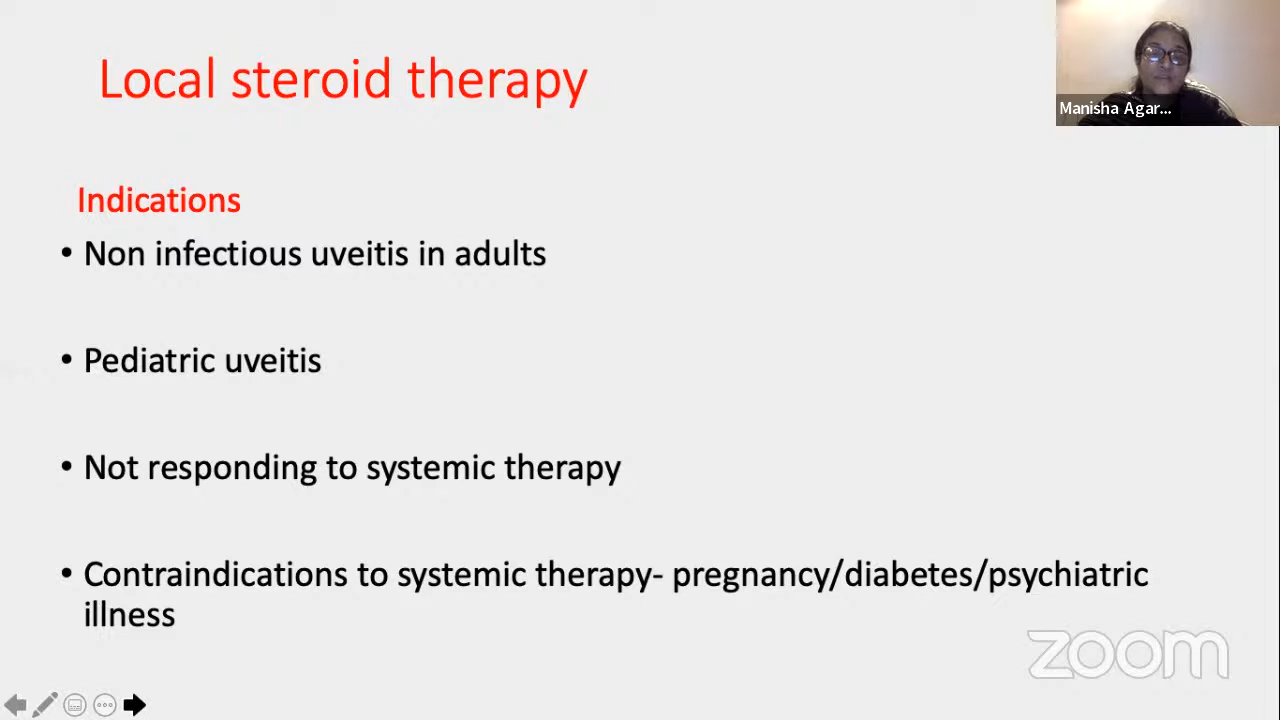 Local steroid therapy
Manisha Agar...
Indications
• Non infectious uveitis in adults
• Pediatric uveitis
• Not responding to systemic therapy
• Contraindications to systemic therapy- pregnancy/diabetes/psychiatric
illness
zoom